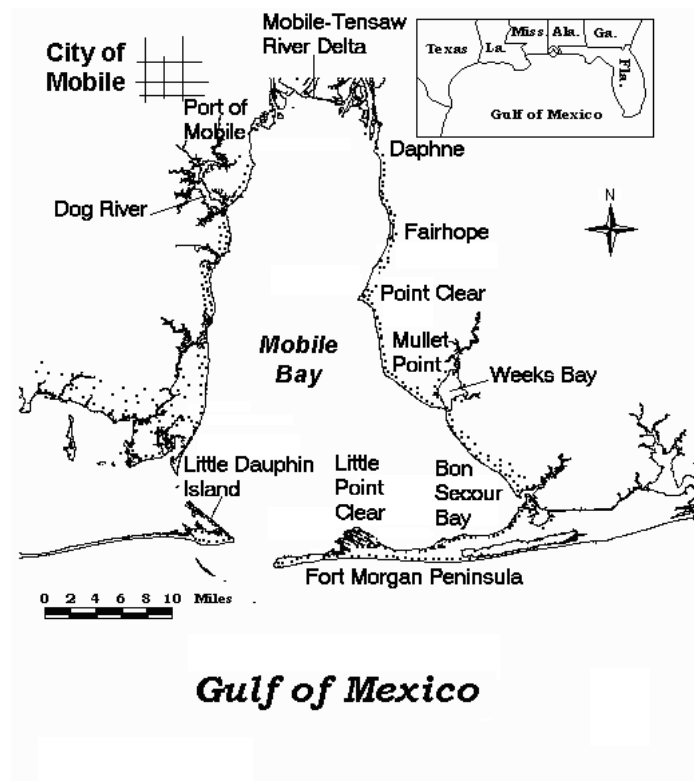 City of
Mobile
Mobile-Tensaw
River Delta
Miss.
Ala.
Ga.
Texas
La.
Fla.
Gulf of Mexico
Port of
Mobile
Daphne
Dog River
N
Fairhope
Point Clear
Mobile
Bay
Mullet
Point
Weeks Bay
Little Dauphin
Island
Little
Point
Clear
Bon
Secour
Bay
Fort Morgan Peninsula
0 2 4 6 8 10 Miles
Gulf of Mexico